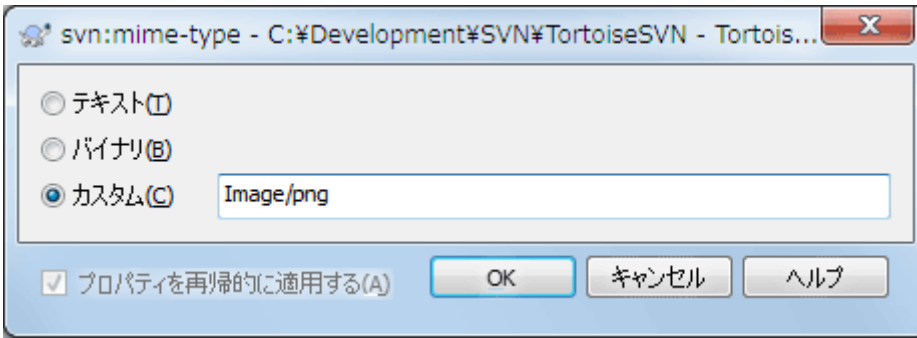 svn:mime-type - C:¥Development¥SVN¥TortoiseSVN - Tortois...
テキスト(T)
バイナリ(B)
カスタム(C) Image/png
プロパティを再帰的に適用する(A) OK キャンセル ヘルプ